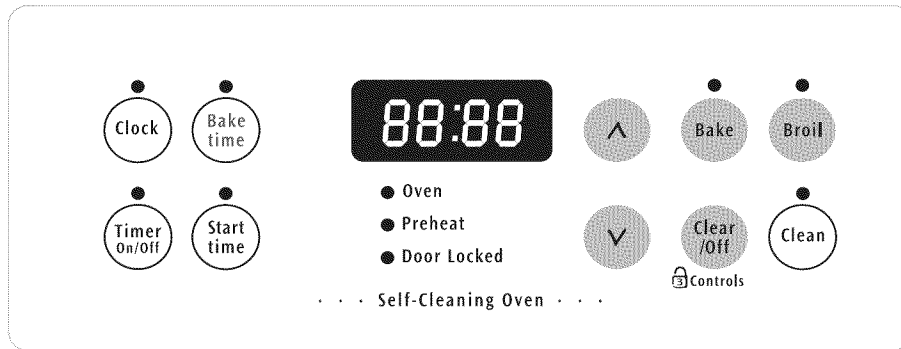 Clock
Bake
time
88:88
Bake
Broil
Oven
Preheat
Door Locked
Timer
On/Off
Start
time
Clear
/Off
Clean
3 Controls
· · · Self-Cleaning Oven · · ·